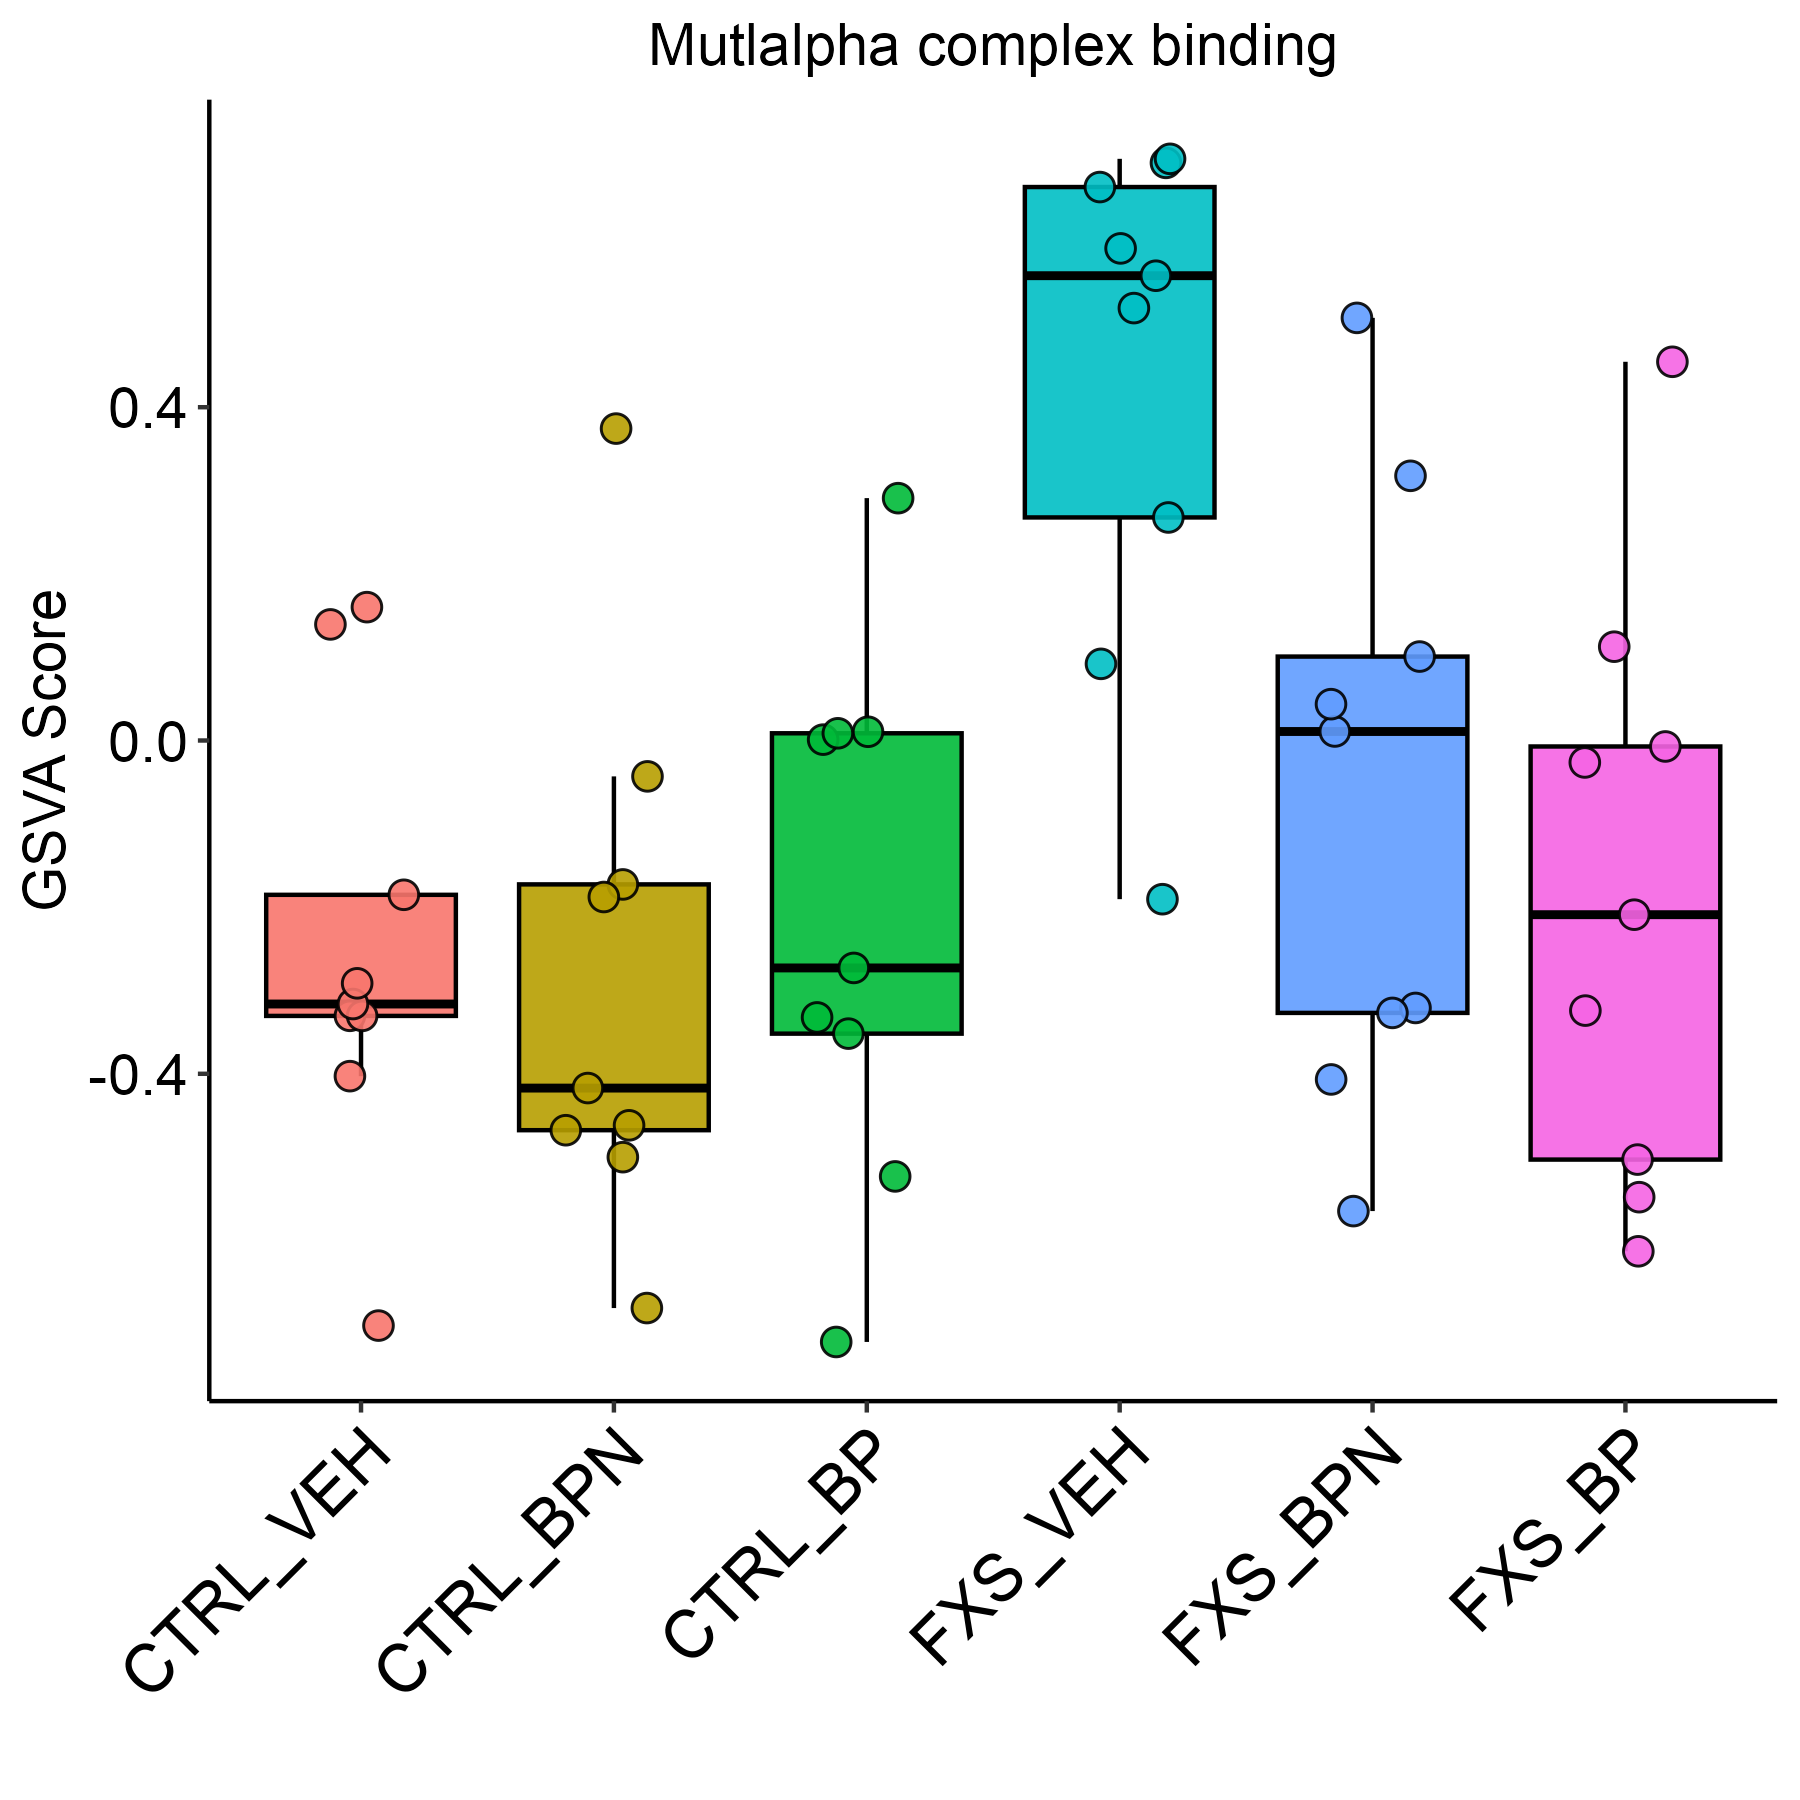 Mutlalpha complex binding
GSVA Score
0.4
0.0
-0.4
CTRL_VEH
CTRL_BPN
CTRL_BP
FXS_VEH
FXS_BPN
FXS_BP